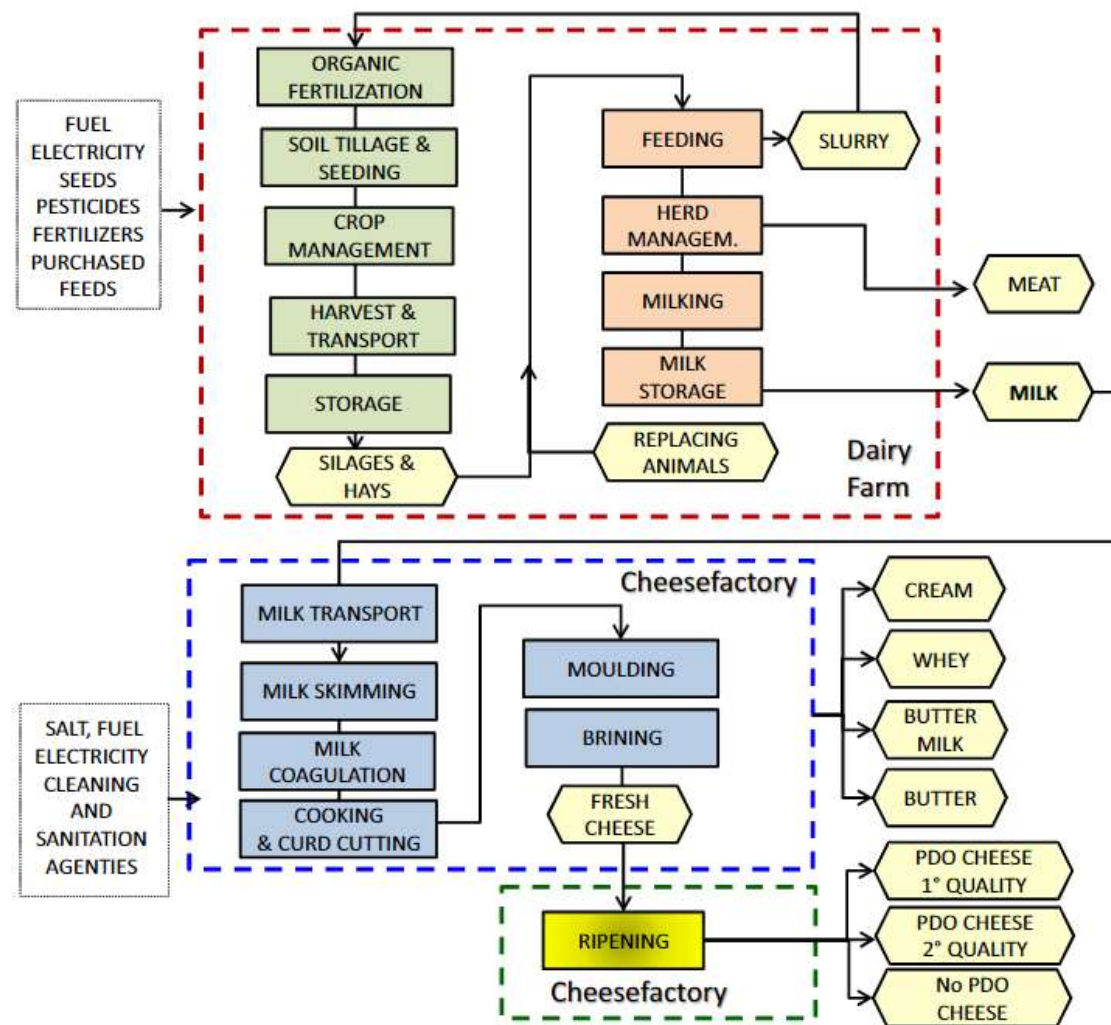 ORGANIC
FERTILIZATION
SOIL TILLAGE &
SEEDING
CROP
MANAGEMENT
HARVEST &
TRANSPORT
STORAGE
SILAGES &
HAYS
FUEL
ELECTRICITY
SEEDS
PESTICIDES
FERTILIZERS
PURCHASED
FEEDS
FEEDING
SLURRY
HERD
MANAGEM.
MILKING
MILK
STORAGE
REPLACING
ANIMALS
MEAT
MILK
Dairy
Farm
Cheesefactory
MILK TRANSPORT
MILK SKIMMING
MILK
COAGULATION
COOKING
& CURD CUTTING
SALT, FUEL
ELECTRICITY
CLEANING
AND
SANITATION
AGENTIES
MOULDING
BRINING
FRESH
CHEESE
CREAM
WHEY
BUTTER
MILK
BUTTER
RIPENING
Cheesefactory
PDO CHEESE
1° QUALITY
PDO CHEESE
2° QUALITY
No PDO
CHEESE